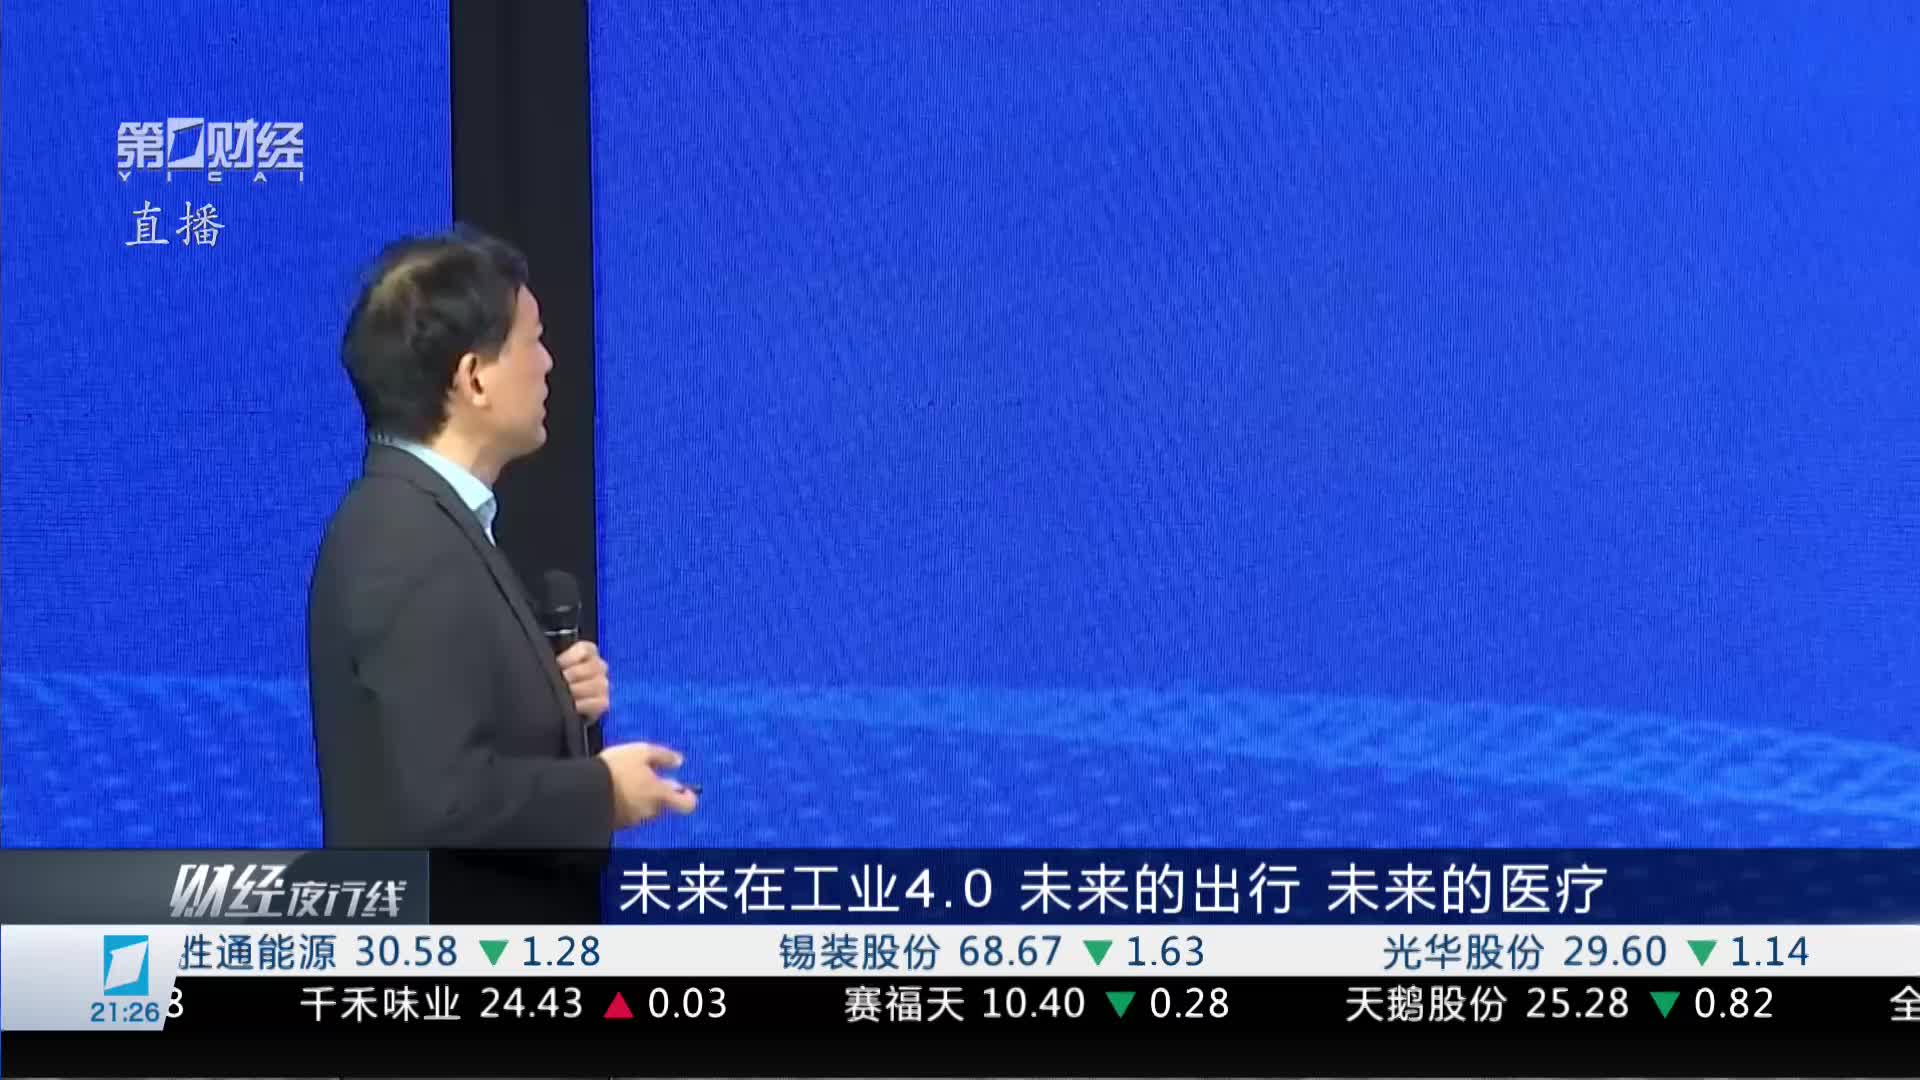 第1财经
YICAI
直播
财经夜行线
未来在工业4.0 未来的出行 未来的医疗
胜通能源 30.58 ▼ 1.28 锡装股份 68.67 ▼ 1.63 光华股份 29.60 ▼ 1.14
21:26
8 千禾味业 24.43 ▲ 0.03 赛福天 10.40 ▼ 0.28 天鹅股份 25.28 ▼ 0.82 全